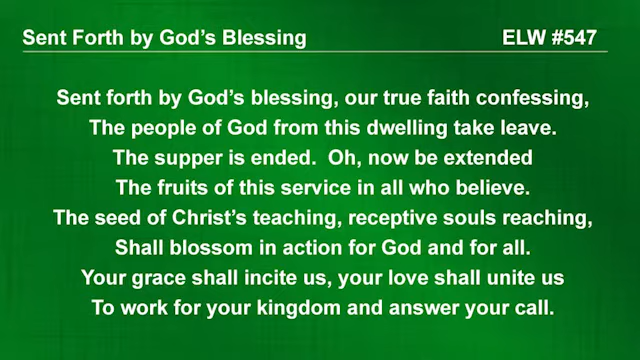 Sent Forth by God's Blessing ELW #547
Sent forth by God's blessing, our true faith confessing,
The people of God from this dwelling take leave.
The supper is ended.  Oh, now be extended
The fruits of this service in all who believe.
The seed of Christ's teaching, receptive souls reaching,
Shall blossom in action for God and for all.
Your grace shall incite us, your love shall unite us
To work for your kingdom and answer your call.